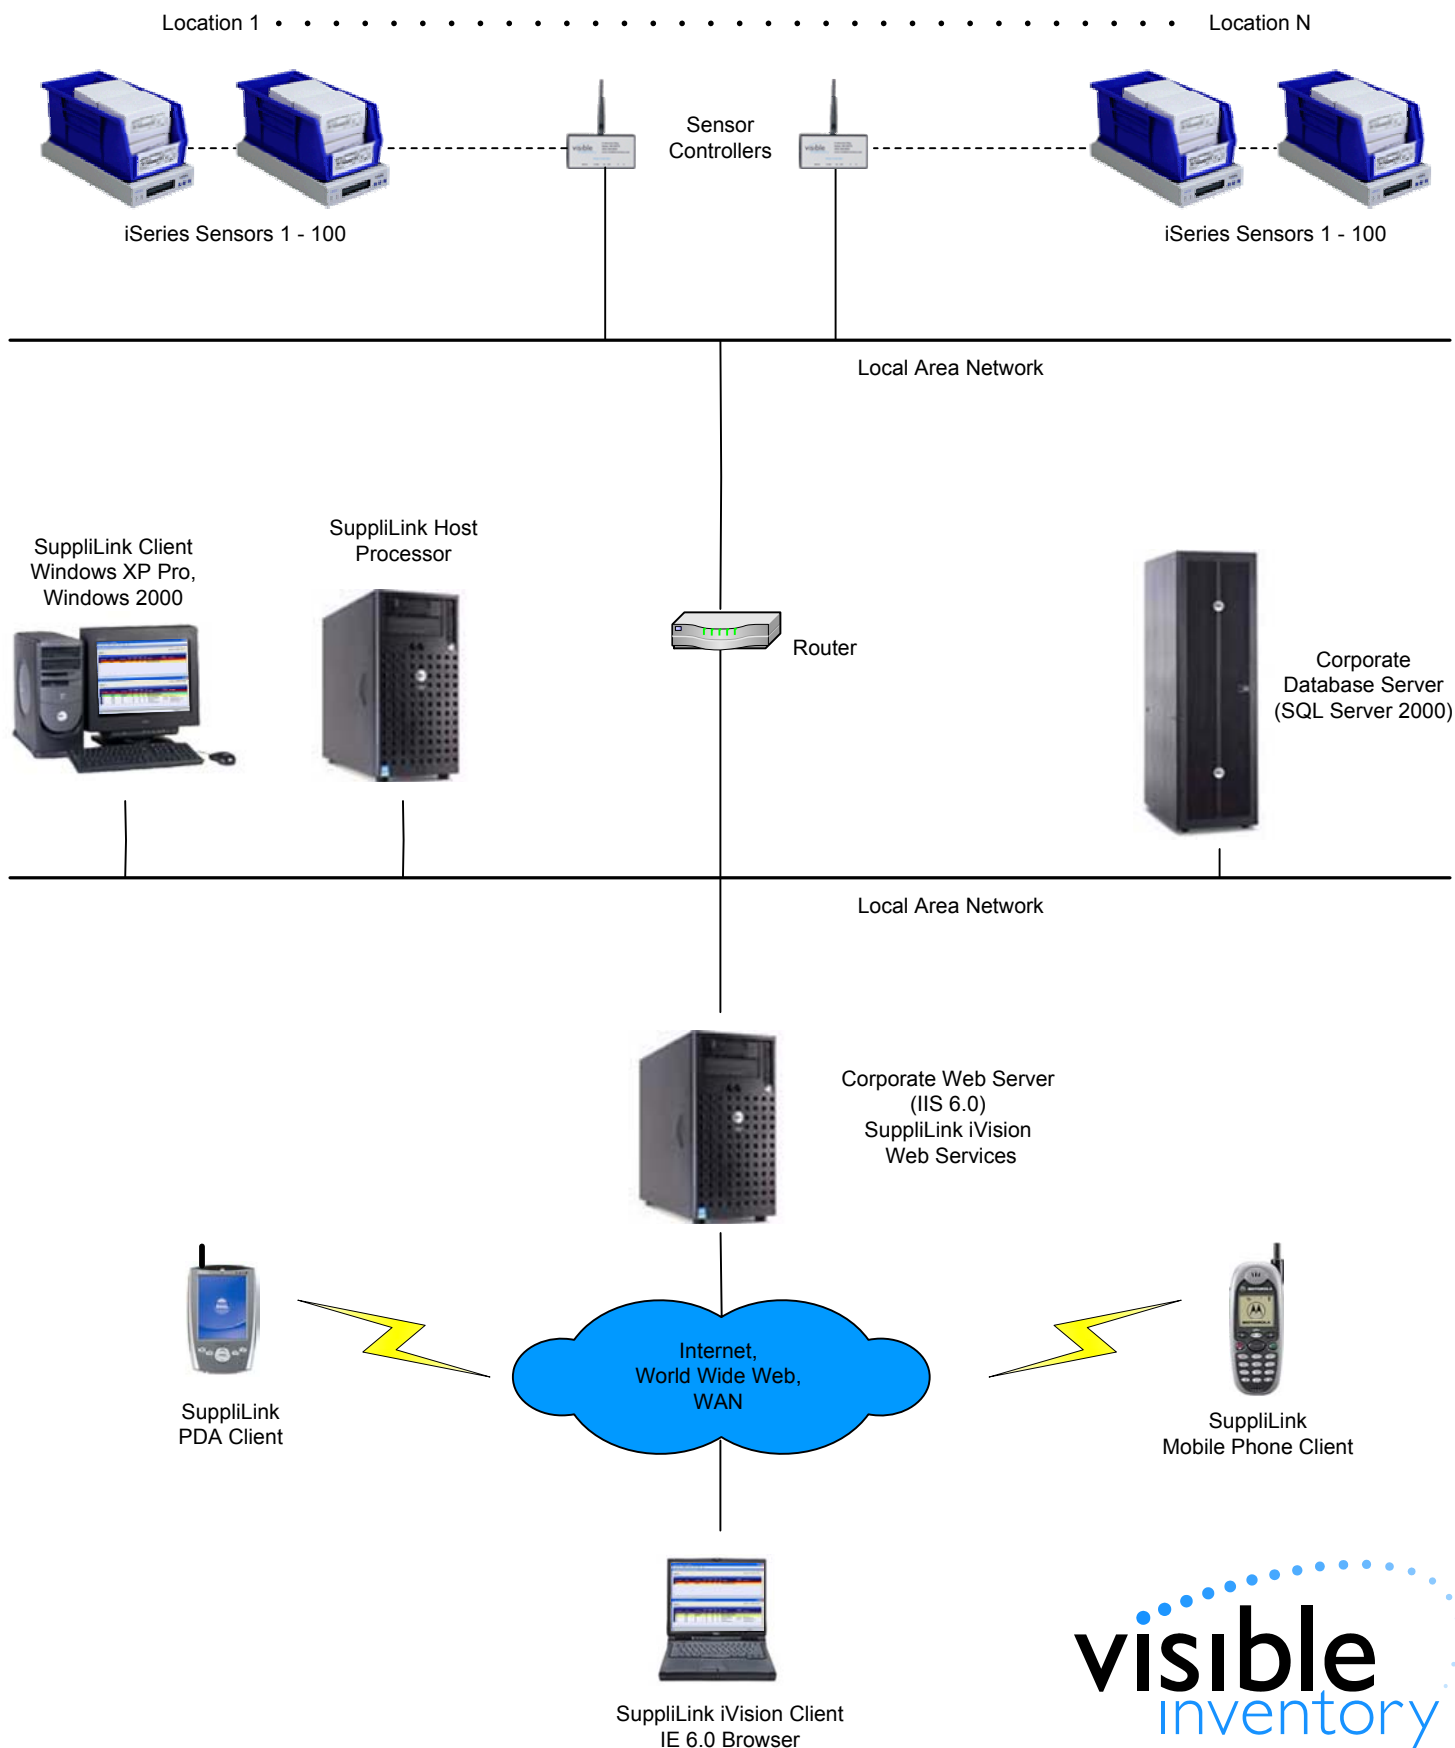 Location 1
Location N
Sensor
Controllers
visible
visible
iSeries Sensors 1 - 100
iSeries Sensors 1 - 100
Local Area Network
SuppliLink Client
Windows XP Pro,
Windows 2000
SuppliLink Host
Processor
Router
Corporate
Database Server
(SQL Server 2000)
Local Area Network
Corporate Web Server
(IIS 6.0)
SuppliLink iVision
Web Services
Internet,
World Wide Web,
WAN
SuppliLink
PDA Client
MOTOROLA
SuppliLink
Mobile Phone Client
SuppliLink iVision Client
IE 6.0 Browser
visible
inventory